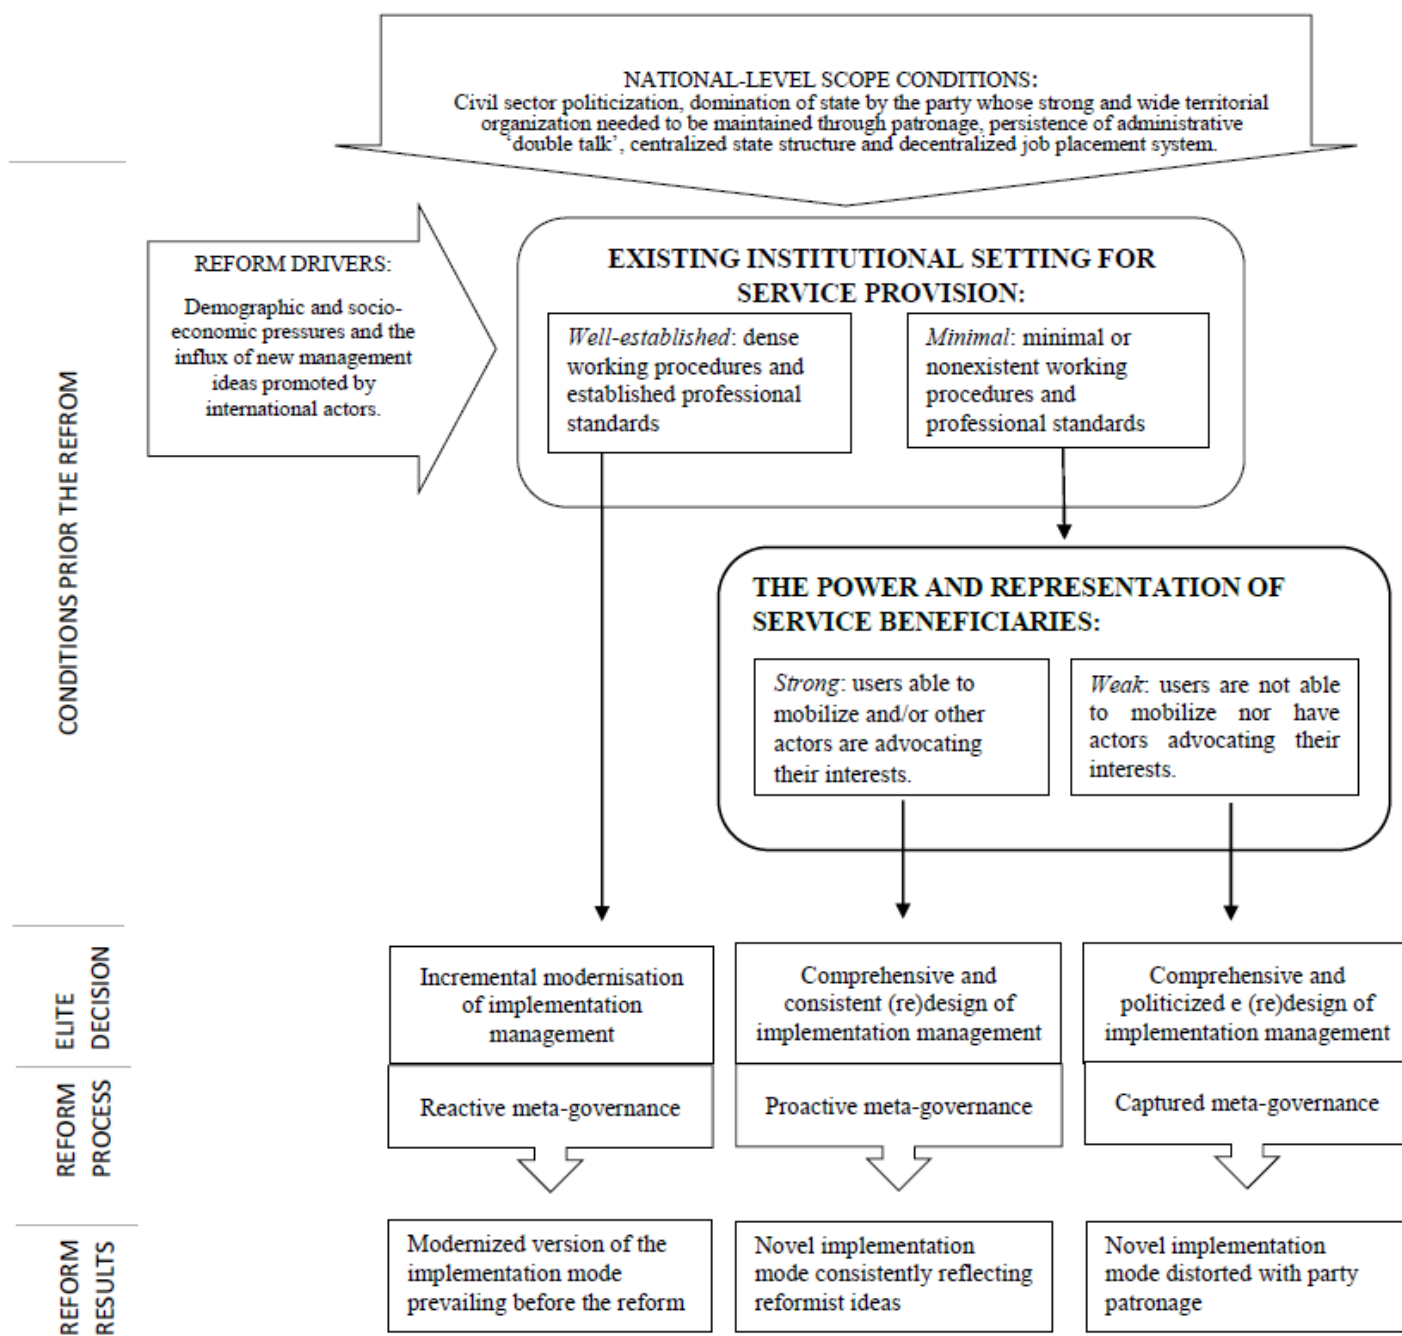 NATIONAL-LEVEL SCOPE CONDITIONS:
Civil sector politicization, domination of state by the party whose strong and wide territorial
organization needed to be maintained through patronage, persistence of administrative
‘double talk’, centralized state structure and decentralized job placement system.
CONDITIONS PRIOR THE REFROM
REFORM DRIVERS:
Demographic and socio-
economic pressures and the
influx of new management
ideas promoted by
international actors.
EXISTING INSTITUTIONAL SETTING FOR
SERVICE PROVISION:
Well-established: dense
working procedures and
established professional
standards
Minimal: minimal or
nonexistent working
procedures and
professional standards
THE POWER AND REPRESENTATION OF
SERVICE BENEFICIARIES:
Strong: users able to
mobilize and/or other
actors are advocating
their interests.
Weak: users are not able
to mobilize nor have
actors advocating their
interests.
ELITE
DECISION
Incremental modernisation
of implementation
management
Comprehensive and
consistent (re)design of
implementation management
Comprehensive and
politicized e (re)design of
implementation management
REFORM
PROCESS
Reactive meta-governance
Proactive meta-governance
Captured meta-governance
REFORM
RESULTS
Modernized version of the
implementation mode
prevailing before the reform
Novel implementation
mode consistently reflecting
reformist ideas
Novel implementation
mode distorted with party
patronage